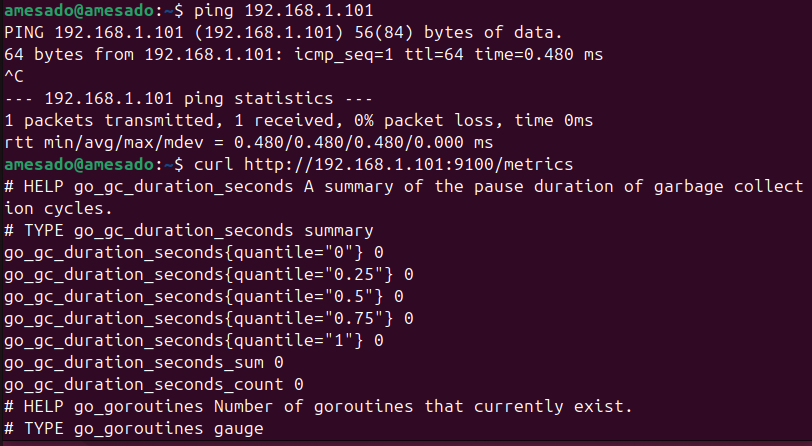 amesado@amesado:~$ ping 192.168.1.101
PING 192.168.1.101 (192.168.1.101) 56(84) bytes of data.
64 bytes from 192.168.1.101: icmp_seq=1 ttl=64 time=0.480 ms
^C
--- 192.168.1.101 ping statistics ---
1 packets transmitted, 1 received, 0% packet loss, time 0ms
rtt min/avg/max/mdev = 0.480/0.480/0.480/0.000 ms
amesado@amesado:~$ curl http://192.168.1.101:9100/metrics
# HELP go_gc_duration_seconds A summary of the pause duration of garbage collect
ion cycles.
# TYPE go_gc_duration_seconds summary
go_gc_duration_seconds{quantile="0"} 0
go_gc_duration_seconds{quantile="0.25"} 0
go_gc_duration_seconds{quantile="0.5"} 0
go_gc_duration_seconds{quantile="0.75"} 0
go_gc_duration_seconds{quantile="1"} 0
go_gc_duration_seconds_sum 0
go_gc_duration_seconds_count 0
# HELP go_goroutines Number of goroutines that currently exist.
# TYPE go_goroutines gauge